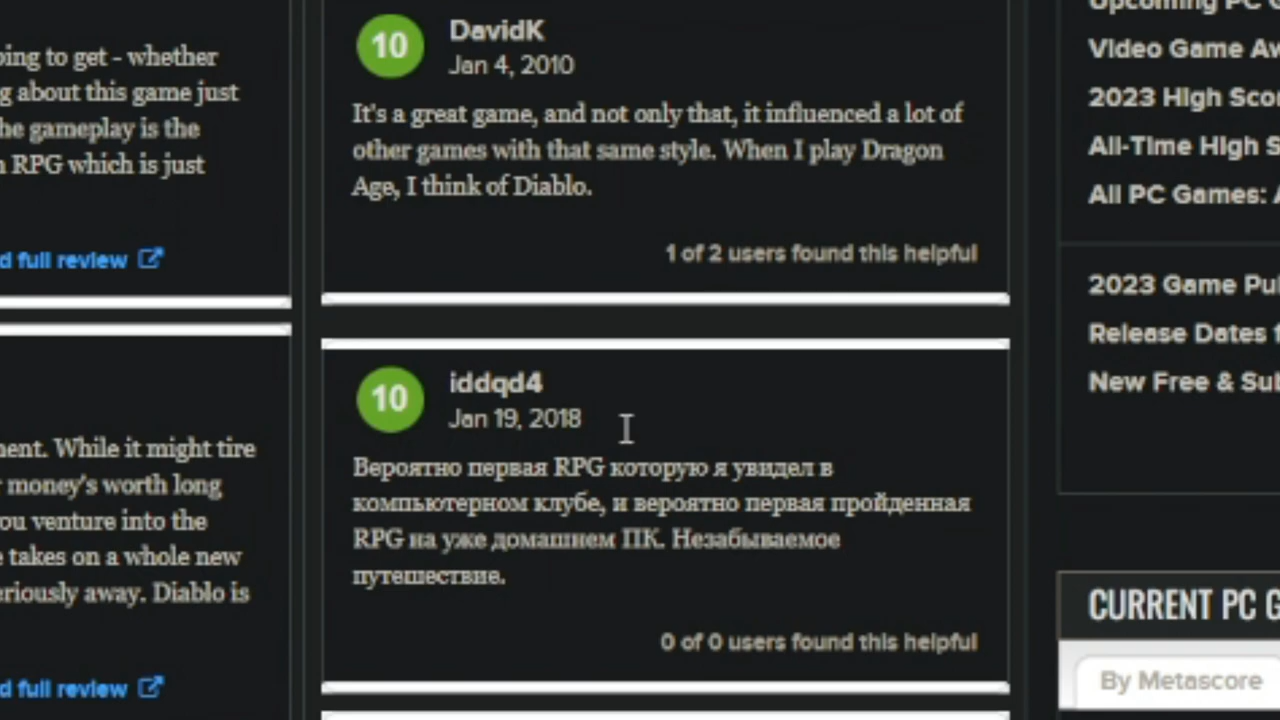 ing to get - whether
g about this game just
he gameplay is the
RPG which is just
full review
ent. While it might tire
money's worth long
ou venture into the
takes on a whole new
eriously away. Diablo is
full review
10
DavidK
Jan 4, 2010
It's a great game, and not only that, it influenced a lot of
other games with that same style. When I play Dragon
Age, I think of Diablo.
1 of 2 users found this helpful
10
iddqd4
Jan 19, 2018
Вероятно первая RPG которую я увидел в
компьютерном клубе, и вероятно первая пройденная
RPG на уже домашнем ПК. Незабываемое
путешествие.
0 of 0 users found this helpful
Upcoming PC G
Video Game Aw
2023 High Scor
All-Time High S
All PC Games: A
2023 Game Pu
Release Dates f
New Free & Su
CURRENT PC G
By Metascore